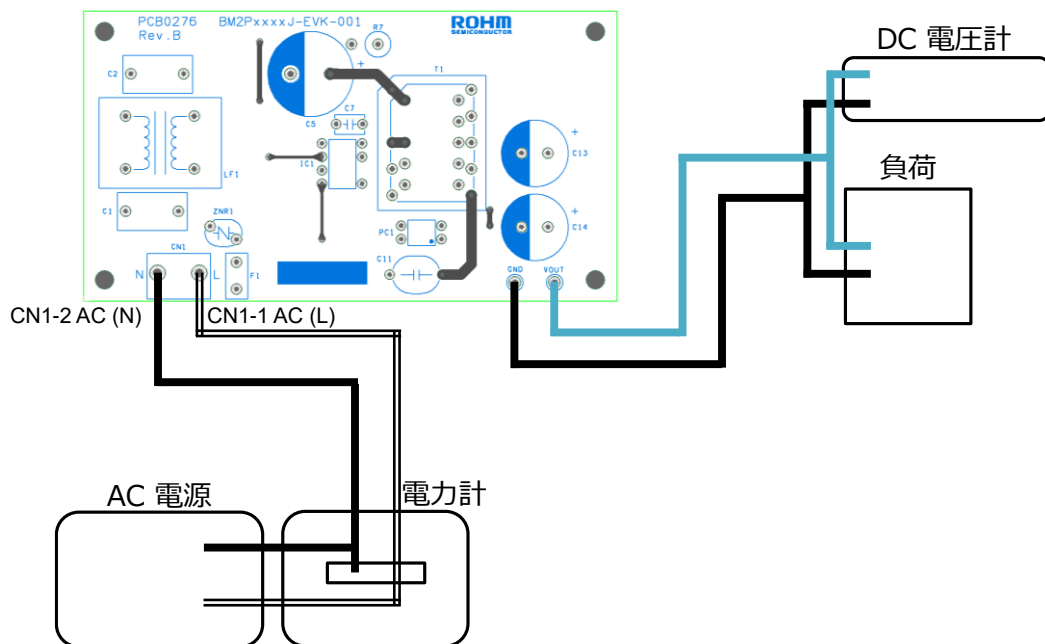 PCB0276 BM2PxxxxJ-EVK-001
Rev.B
ROHM
SEMICONDUCTOR
R7
C2
T1
C5
C7
IC1
LF1
C13
C1
ZNR1
PC1
C14
CN1
C11
N
L
F1
GND
VOUT
CN1-2 AC (N)
CN1-1 AC (L)
DC 電圧計
負荷
AC 電源
電力計